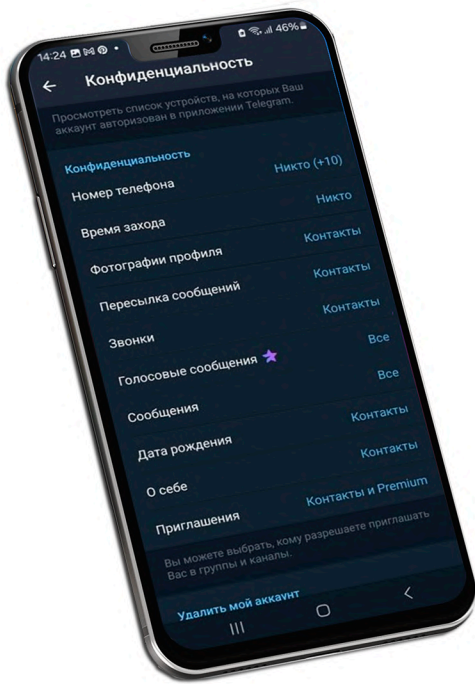 14:24 46%
Конфиденциальность
Просмотреть список устройств, на которых Ваш
аккаунт авторизован в приложении Telegram.
Конфиденциальность
Номер телефона Никто (+10)
Время захода Никто
Фотографии профиля Контакты
Пересылка сообщений Контакты
Звонки Контакты
Голосовые сообщения Все
Сообщения Все
Дата рождения Контакты
О себе Контакты
Приглашения Контакты и Premium
Вы можете выбрать, кому разрешаете приглашать
Вас в группы и каналы.
Удалить мой аккаунт